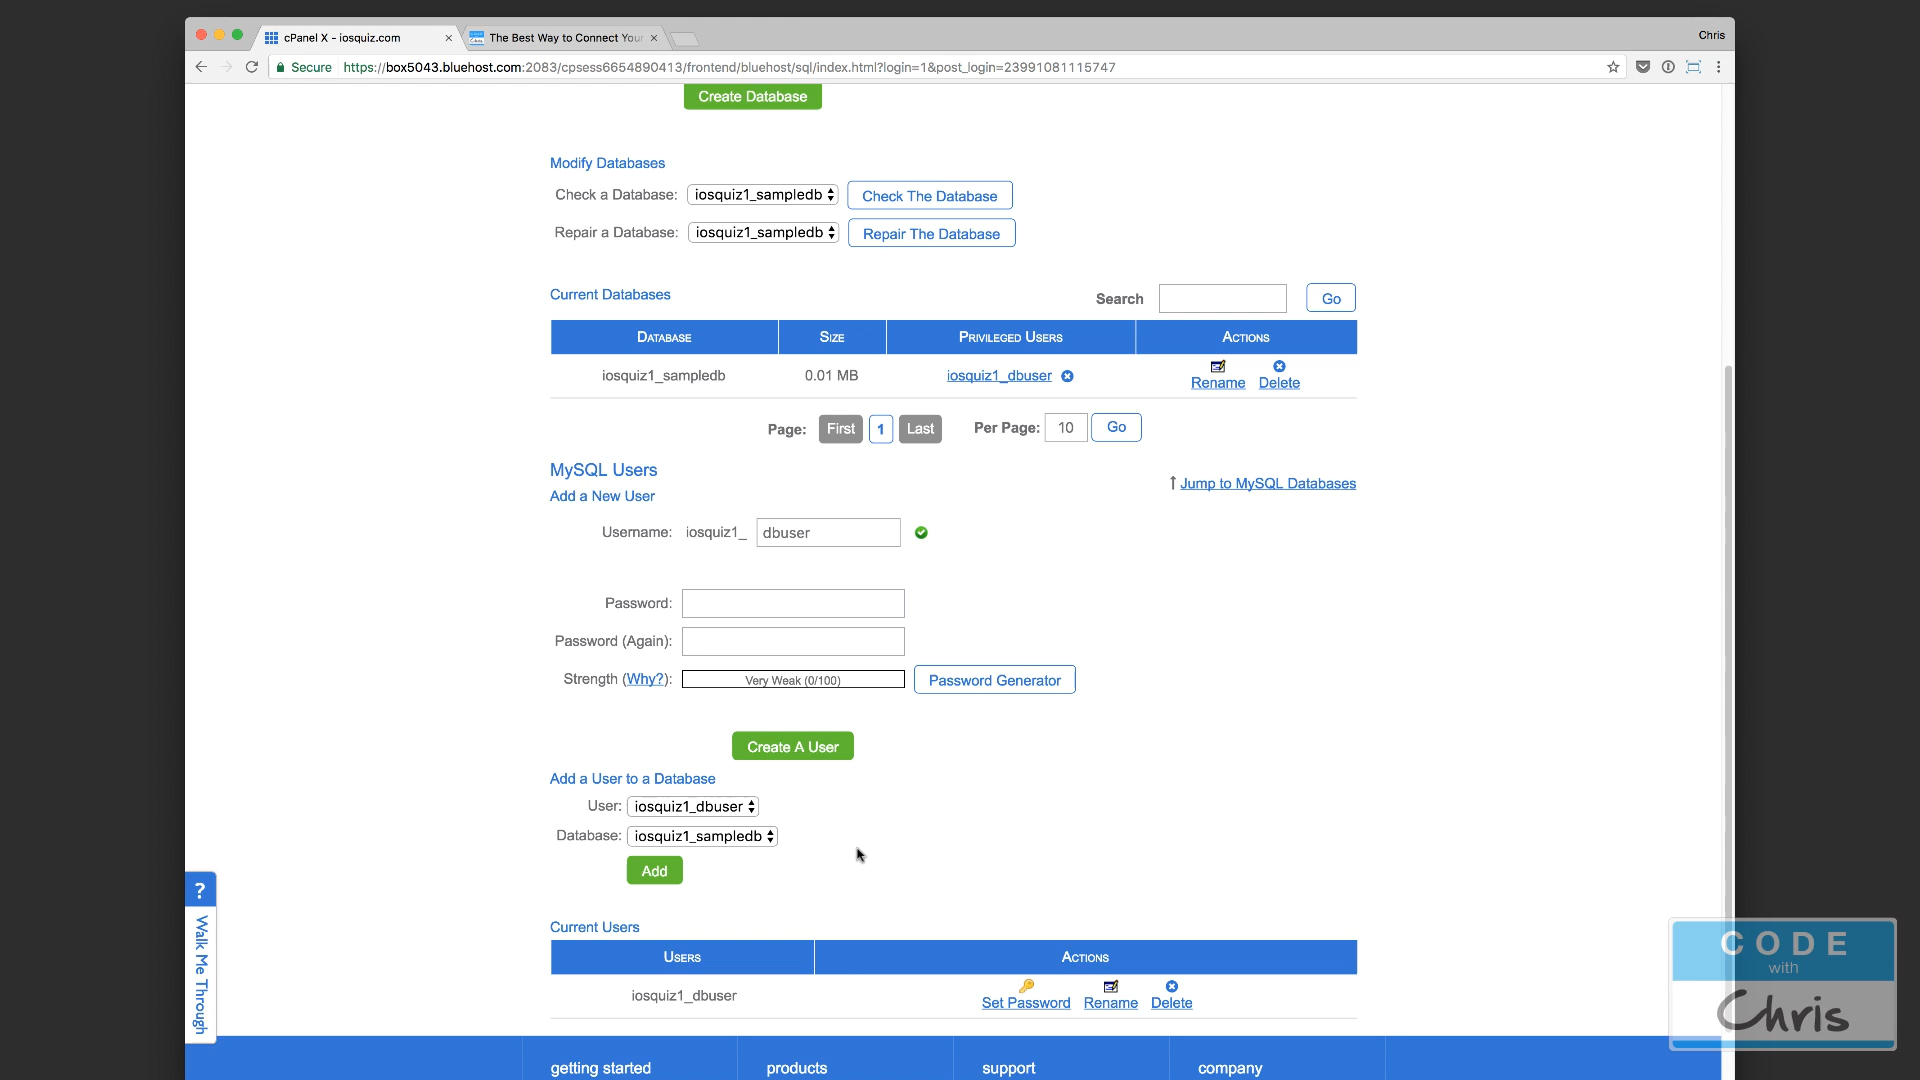 cPanel X - iosquiz.com
The Best Way to Connect Your
Chris
Secure https://box5043.bluehost.com:2083/cpsess6654890413/frontend/bluehost/sql/index.html?login=1&post_login=23991081115747
Create Database
Modify Databases
Check a Database: iosquiz1_sampledb Check The Database
Repair a Database: iosquiz1_sampledb Repair The Database
Current Databases
Search Go
DATABASE SIZE PRIVILEGED USERS ACTIONS
iosquiz1_sampledb 0.01 MB iosquiz1_dbuser Rename Delete
Page: First 1 Last Per Page: 10 Go
MySQL Users
Add a New User
↑ Jump to MySQL Databases
Username: iosquiz1_ dbuser
Password:
Password (Again):
Strength (Why?): Very Weak (0/100) Password Generator
Create A User
Add a User to a Database
User: iosquiz1_dbuser
Database: iosquiz1_sampledb
Add
? Walk Me Through
Current Users
USERS ACTIONS
iosquiz1_dbuser Set Password Rename Delete
getting started products support company
CODE
with
Chris